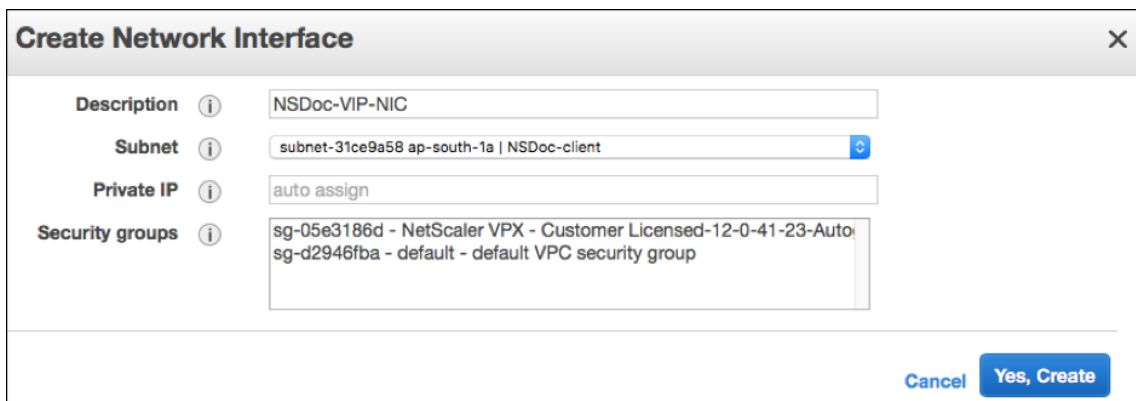 Create Network Interface
Description NSDoc-VIP-NIC
Subnet subnet-31ce9a58 ap-south-1a | NSDoc-client
Private IP auto assign
Security groups sg-05e3186d - NetScaler VPX - Customer Licensed-12-0-41-23-Autog
sg-d2946fba - default - default VPC security group
Cancel Yes, Create